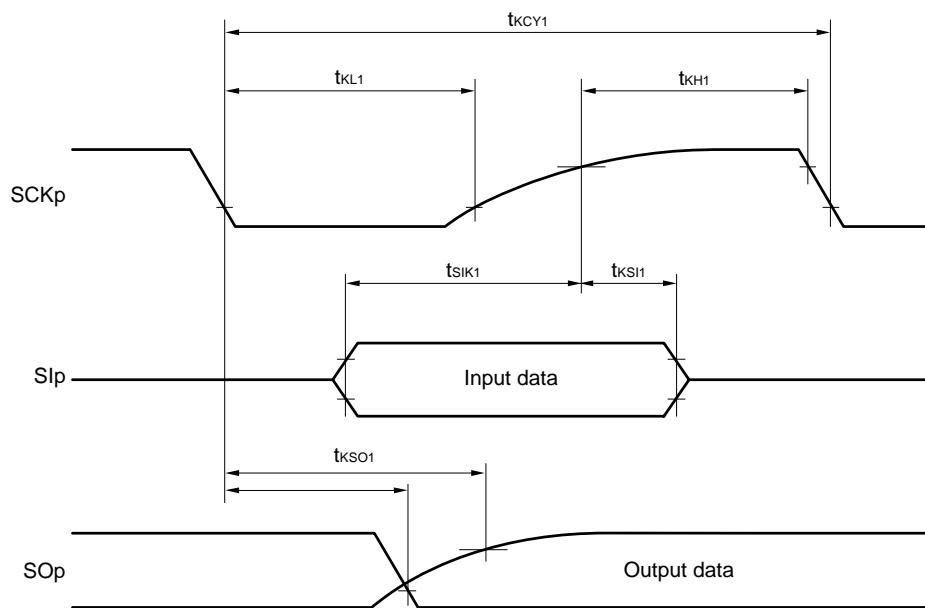 tKCY1
tKL1
tKH1
SCKp
tSIK1
tKSI1
SIp
Input data
tKSO1
SOp
Output data